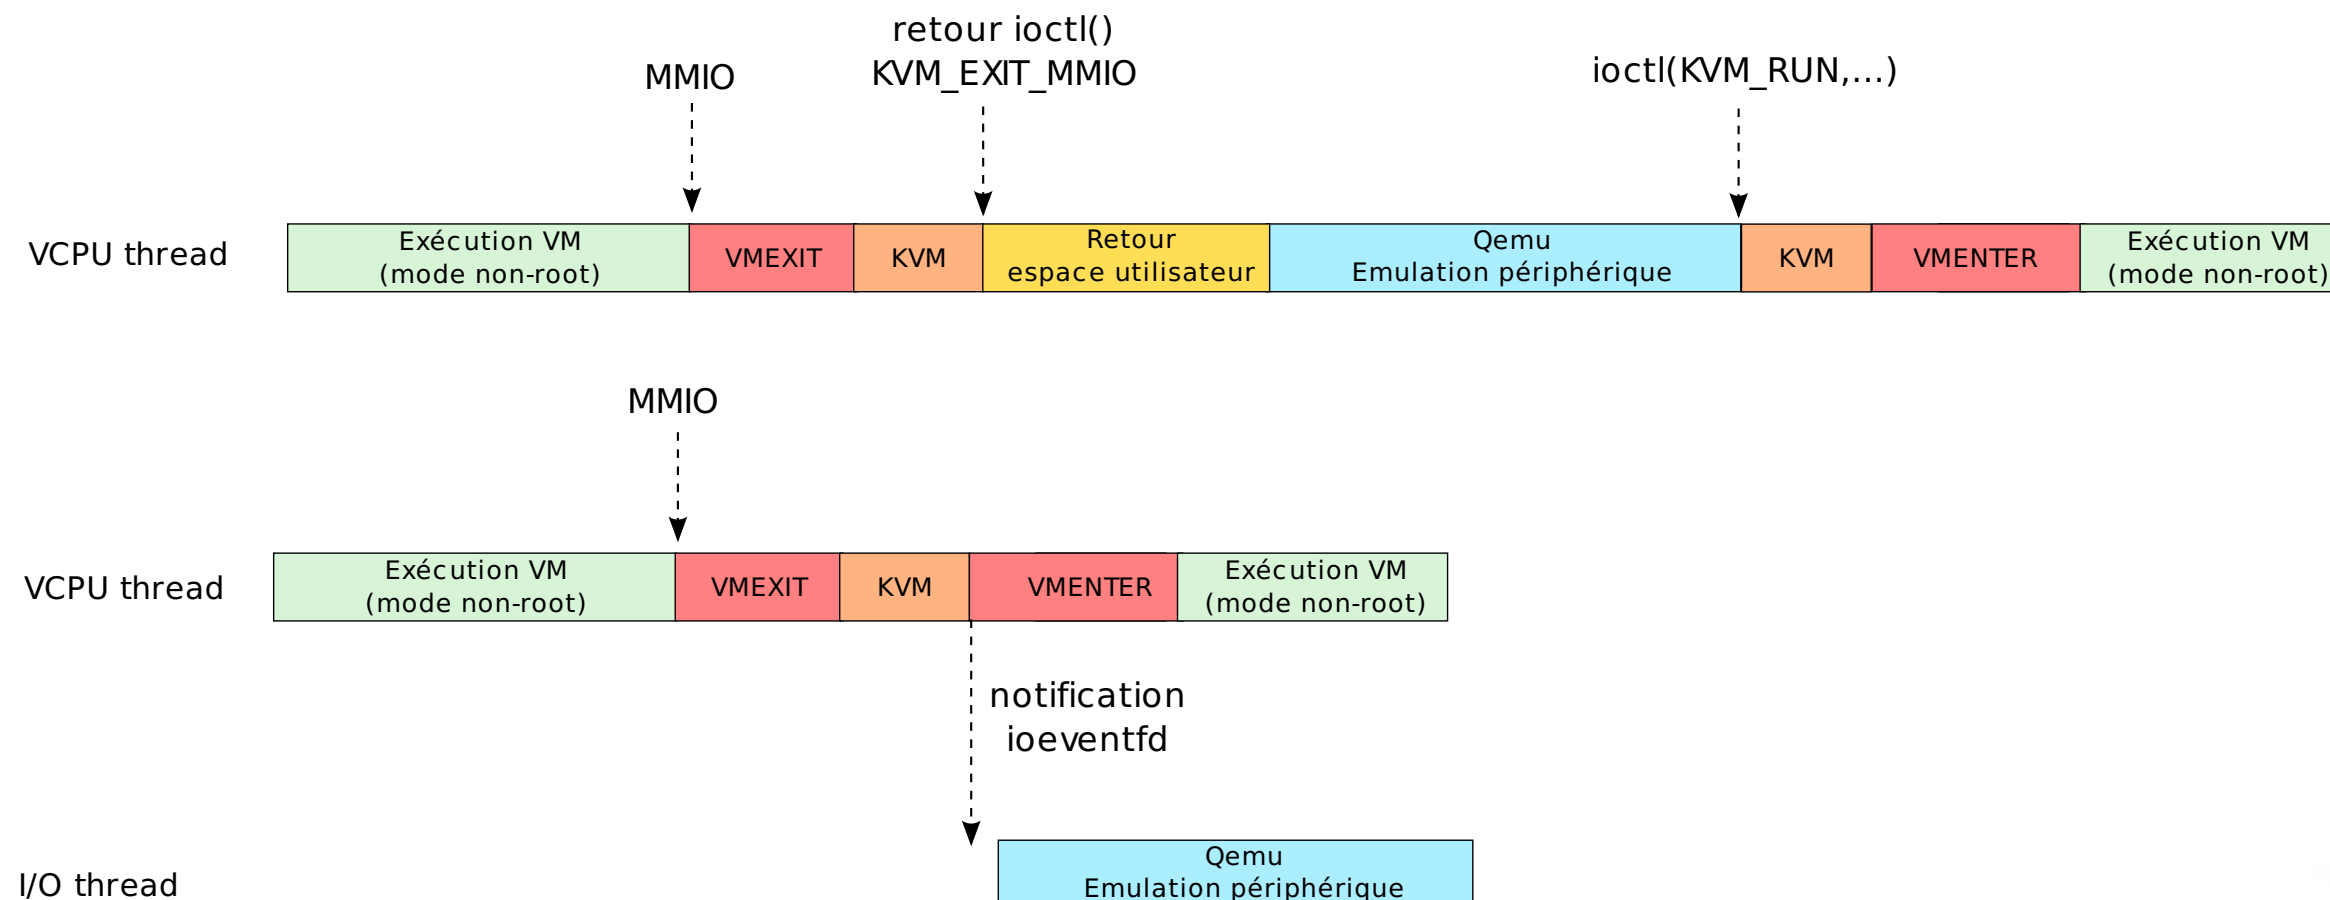 retour ioctl()
KVM_EXIT_MMIO
MMIO
ioctl(KVM_RUN,...)
VCPU thread
Exécution VM
(mode non-root)
VMEXIT
KVM
Retour
espace utilisateur
Qemu
Emulation périphérique
KVM
VMENTER
Exécution VM
(mode non-root)
MMIO
VCPU thread
Exécution VM
(mode non-root)
VMEXIT
KVM
VMENTER
Exécution VM
(mode non-root)
notification
ioeventfd
I/O thread
Qemu
Emulation périphérique